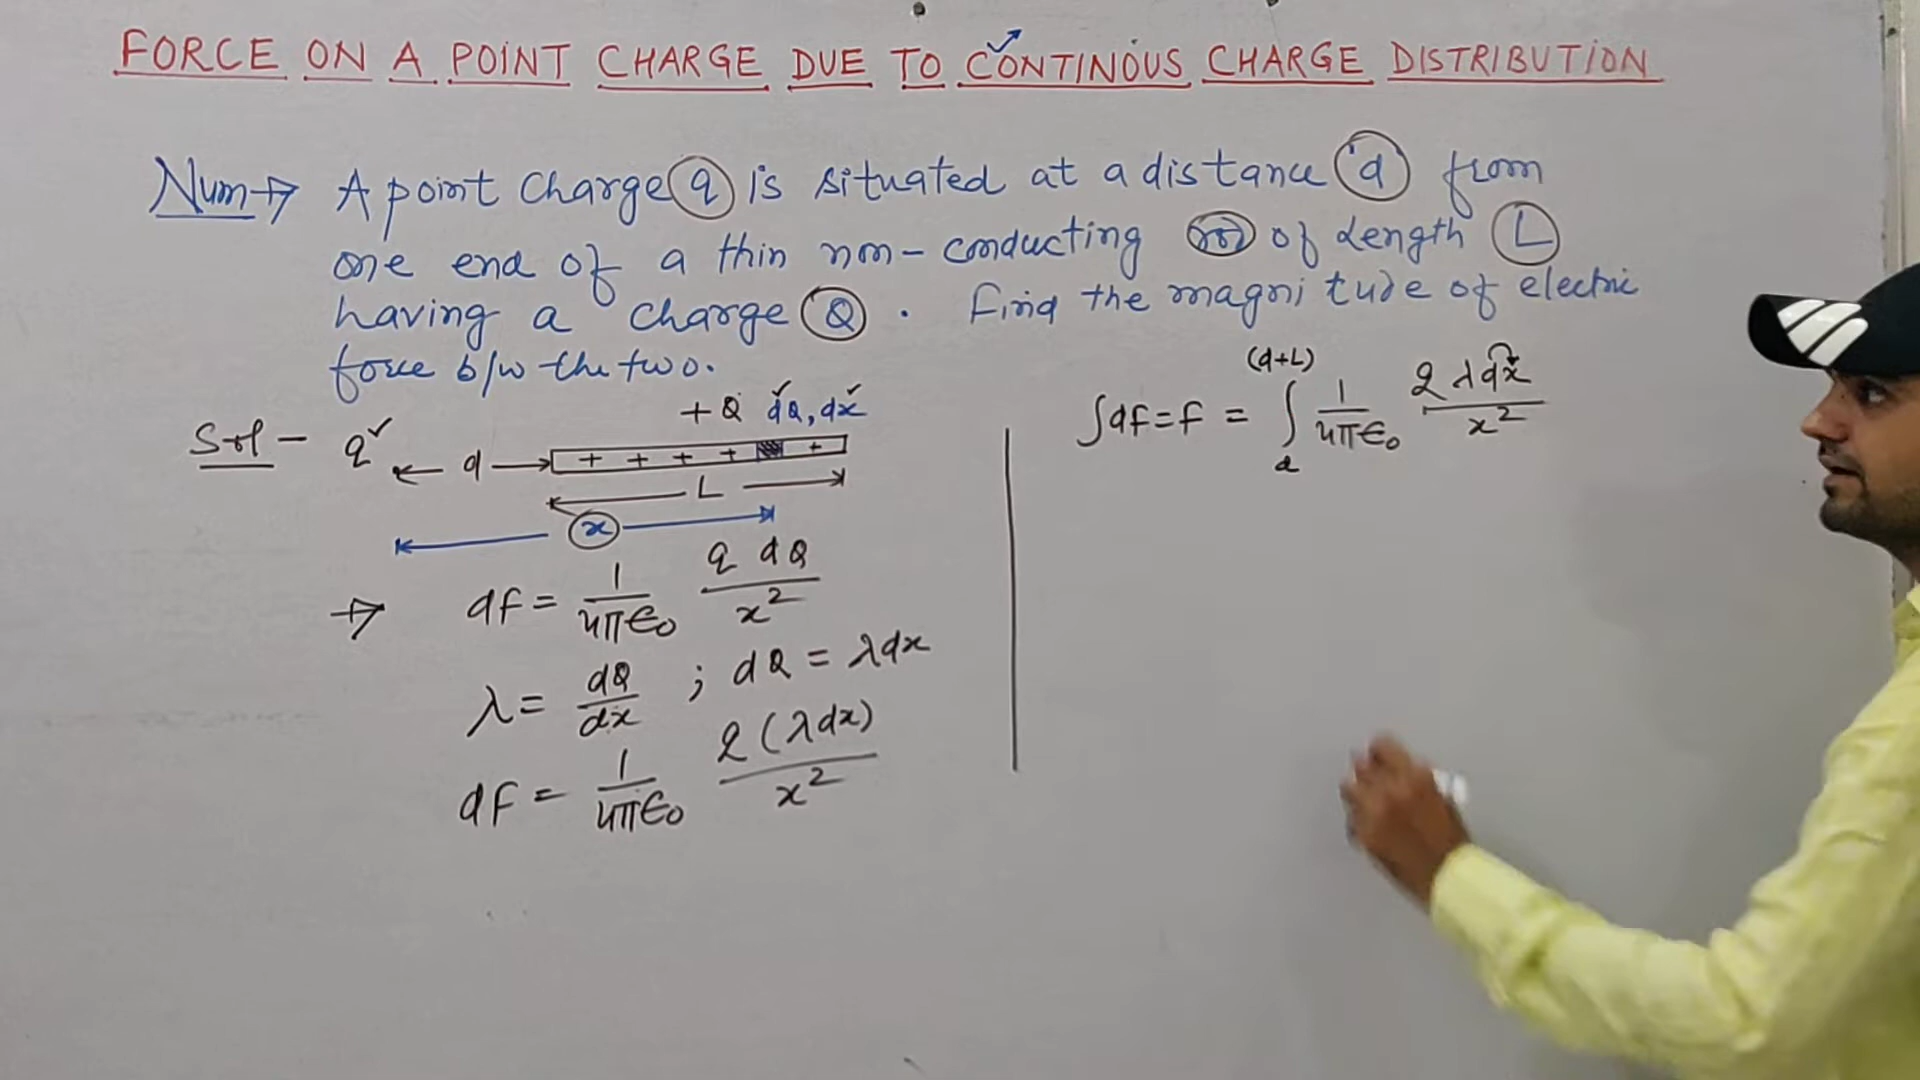 FORCE ON A POINT CHARGE DUE TO CONTINOUS CHARGE DISTRIBUTION
Num→ A point charge q is situated at a distance d from
one end of a thin non-conducting rod of Length L
having a charge Q. Find the magnitude of electric
force b/w the two.
Sol - q ← d → +Q dQ, dx
+ + + + +
L
x
→ dF = 1/4πϵ₀ q dQ/x²
λ = dQ/dx ; dQ = λdx
dF = 1/4πϵ₀ q(λdx)/x²
∫dF = F = ∫ d (d+L) 1/4πϵ₀ q λdx/x²